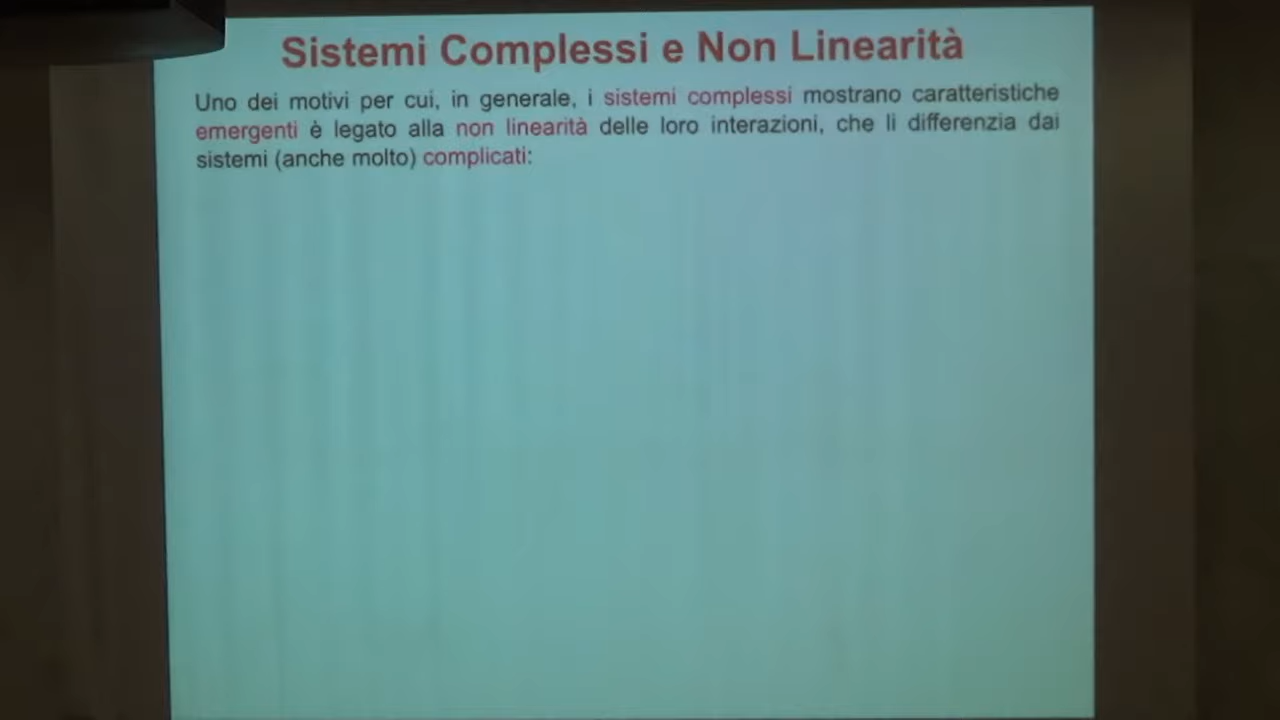 Sistemi Complessi e Non Linearità
Uno dei motivi per cui, in generale, i sistemi complessi mostrano caratteristiche
emergenti è legato alla non linearità delle loro interazioni, che li differenzia dai
sistemi (anche molto) complicati: